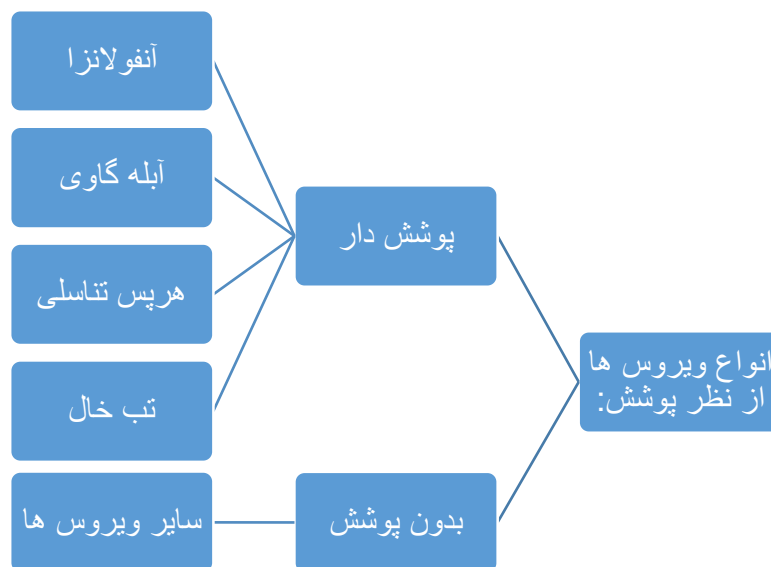 انواع ویروس ها
از نظر پوشش:
پوشش دار
آنفولانزا
آبله گاوی
هرپس تناسلی
تب خال
بدون پوشش
سایر ویروس ها